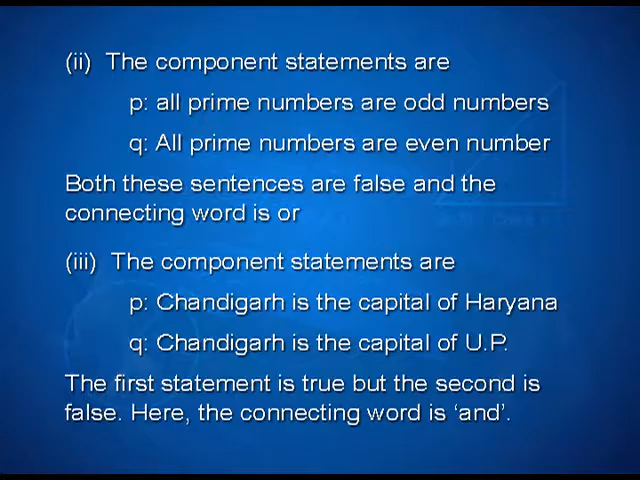 (ii) The component statements are
p: all prime numbers are odd numbers
q: All prime numbers are even number
Both these sentences are false and the
connecting word is or
(iii) The component statements are
p: Chandigarh is the capital of Haryana
q: Chandigarh is the capital of U.P.
The first statement is true but the second is
false. Here, the connecting word is ‘and’.